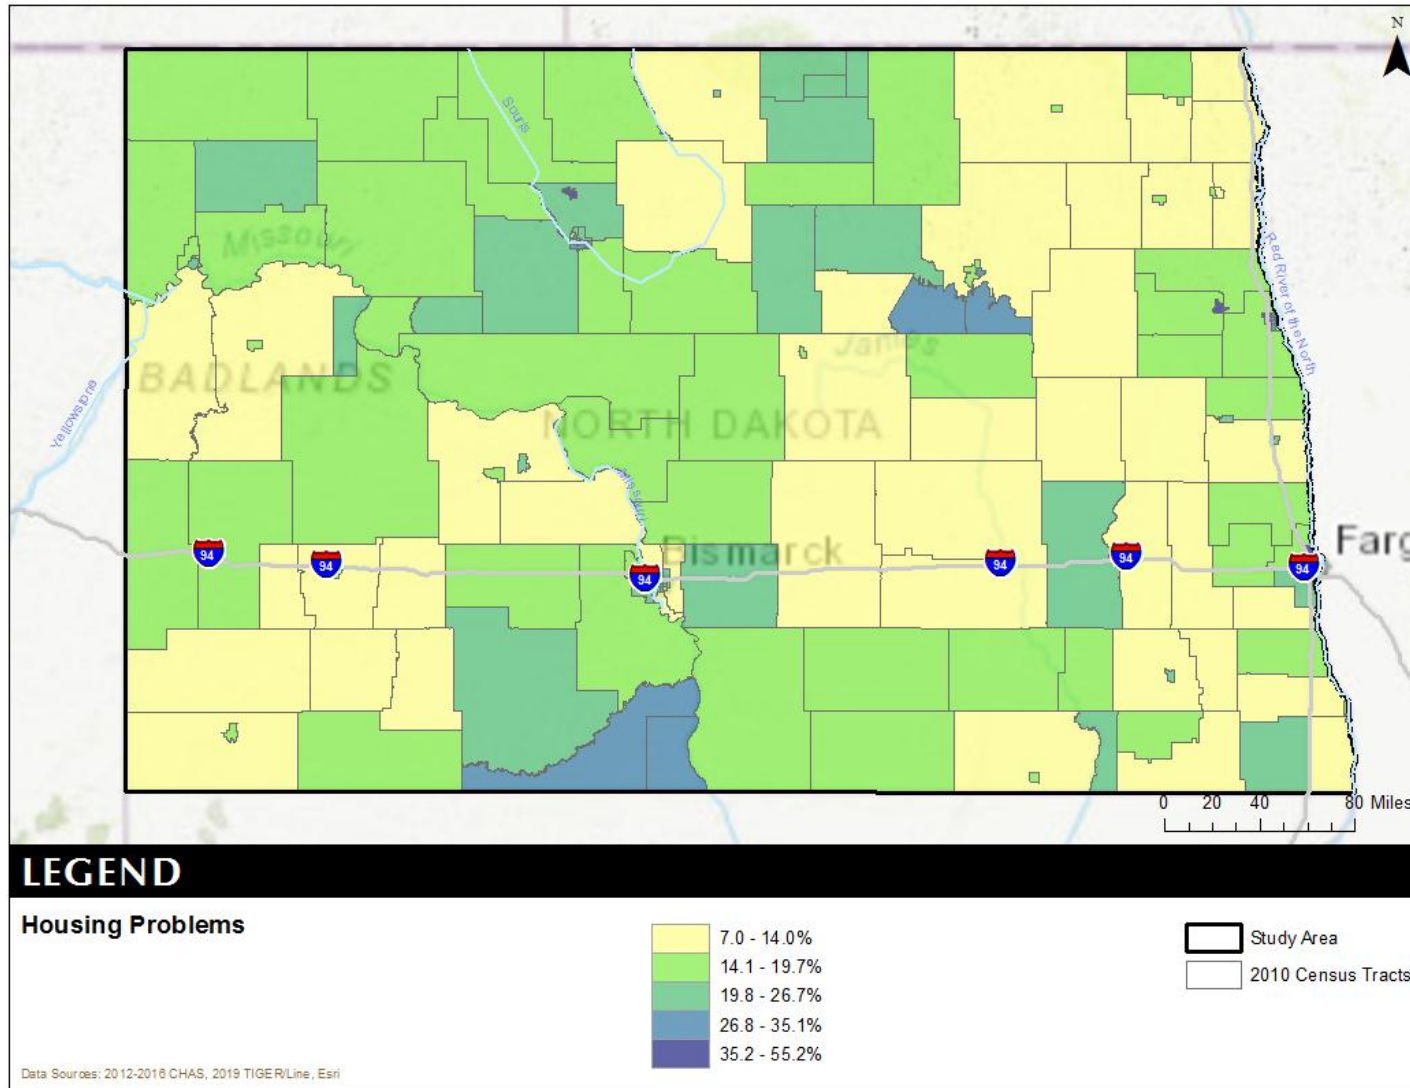 N
Souris
Missouri
Red River of the North
James
BADLANDS
Yellowstone
NORTH DAKOTA
Missouri
Bismarck
Farg
94
94
94
94
94
94
0 20 40 80 Miles
LEGEND
Housing Problems
7.0 - 14.0%
14.1 - 19.7%
19.8 - 26.7%
26.8 - 35.1%
35.2 - 55.2%
Study Area
2010 Census Tracts
Data Sources: 2012-2016 CHAS, 2019 TIGER/Line, Esri